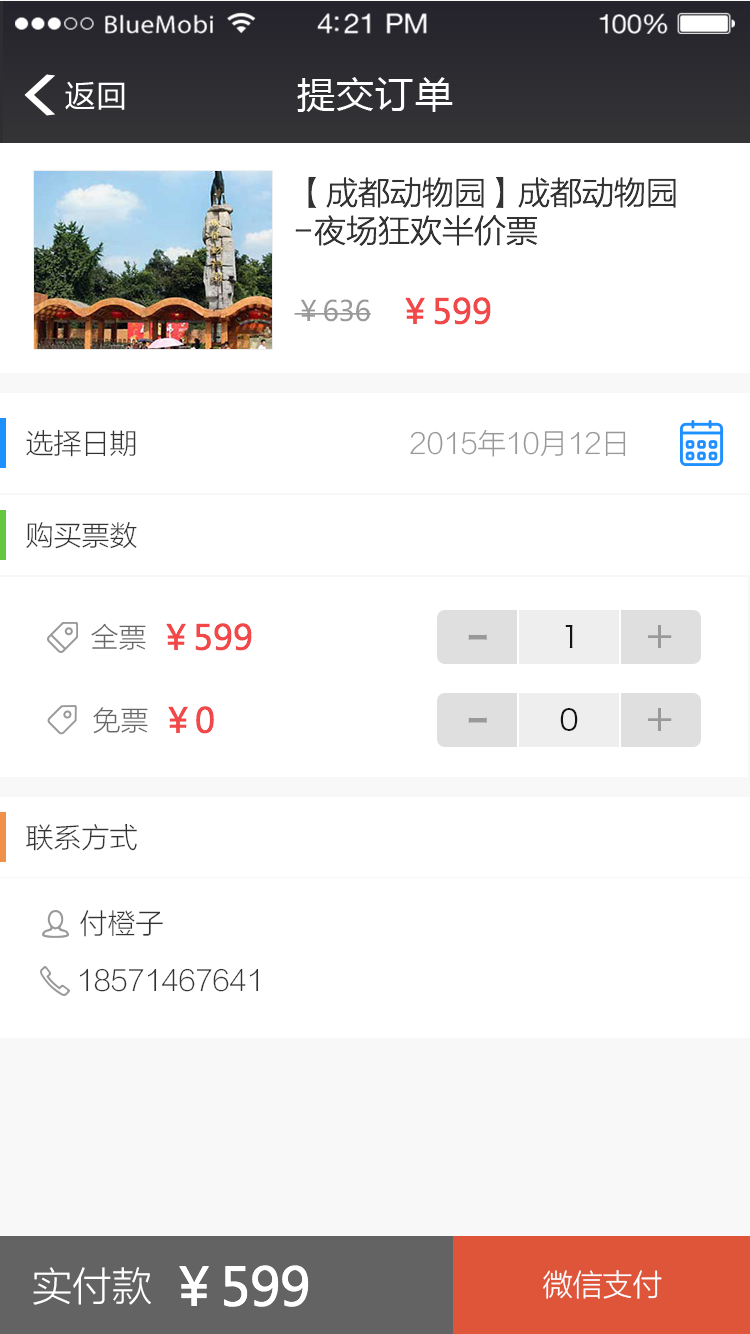 BlueMobi 4:21 PM 100%
返回 提交订单
【成都动物园】成都动物园
-夜场狂欢半价票
¥636 ¥599
选择日期 2015年10月12日
购买票数
全票 ¥599 - 1 +
免票 ¥0 - 0 +
联系方式
付橙子
18571467641
实付款 ¥599 微信支付